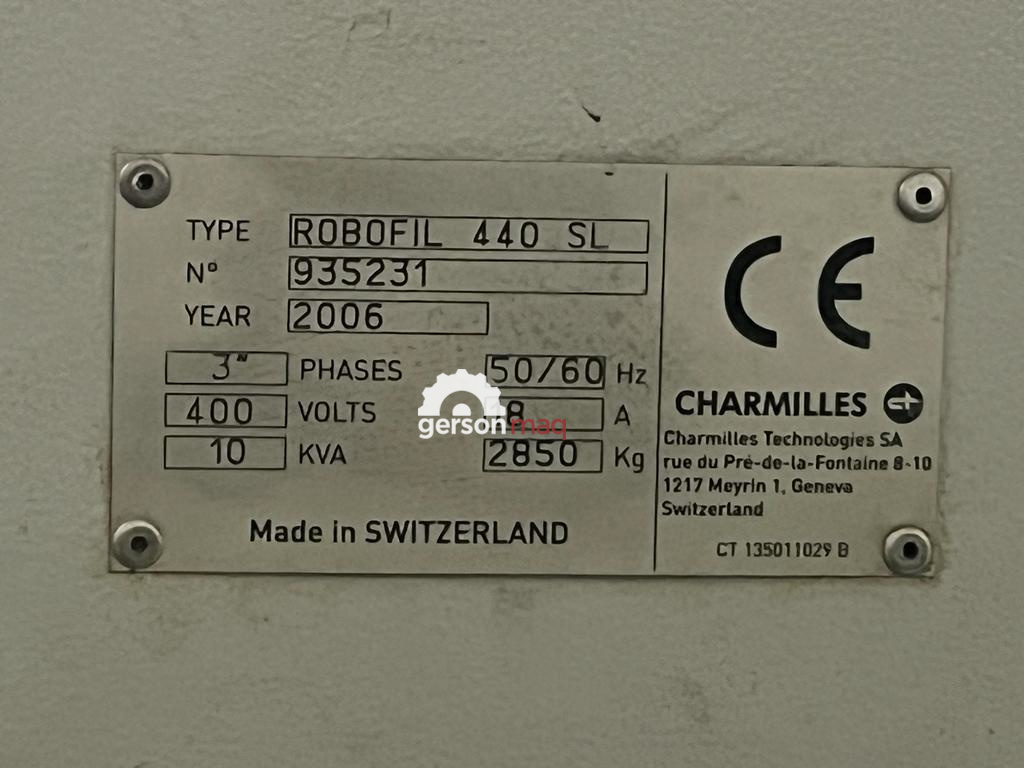 TYPE ROBOFIL 440 SL
Nº 935231
YEAR 2006
3~ PHASES 50/60 Hz
400 VOLTS A
10 KVA 2850 Kg
Made in SWITZERLAND
CE
CHARMILLES
Charmilles Technologies SA
rue du Pré-de-la-Fontaine 8-10
1217 Meyrin 1, Geneva
Switzerland
CT 135011029 B
gersonmaq